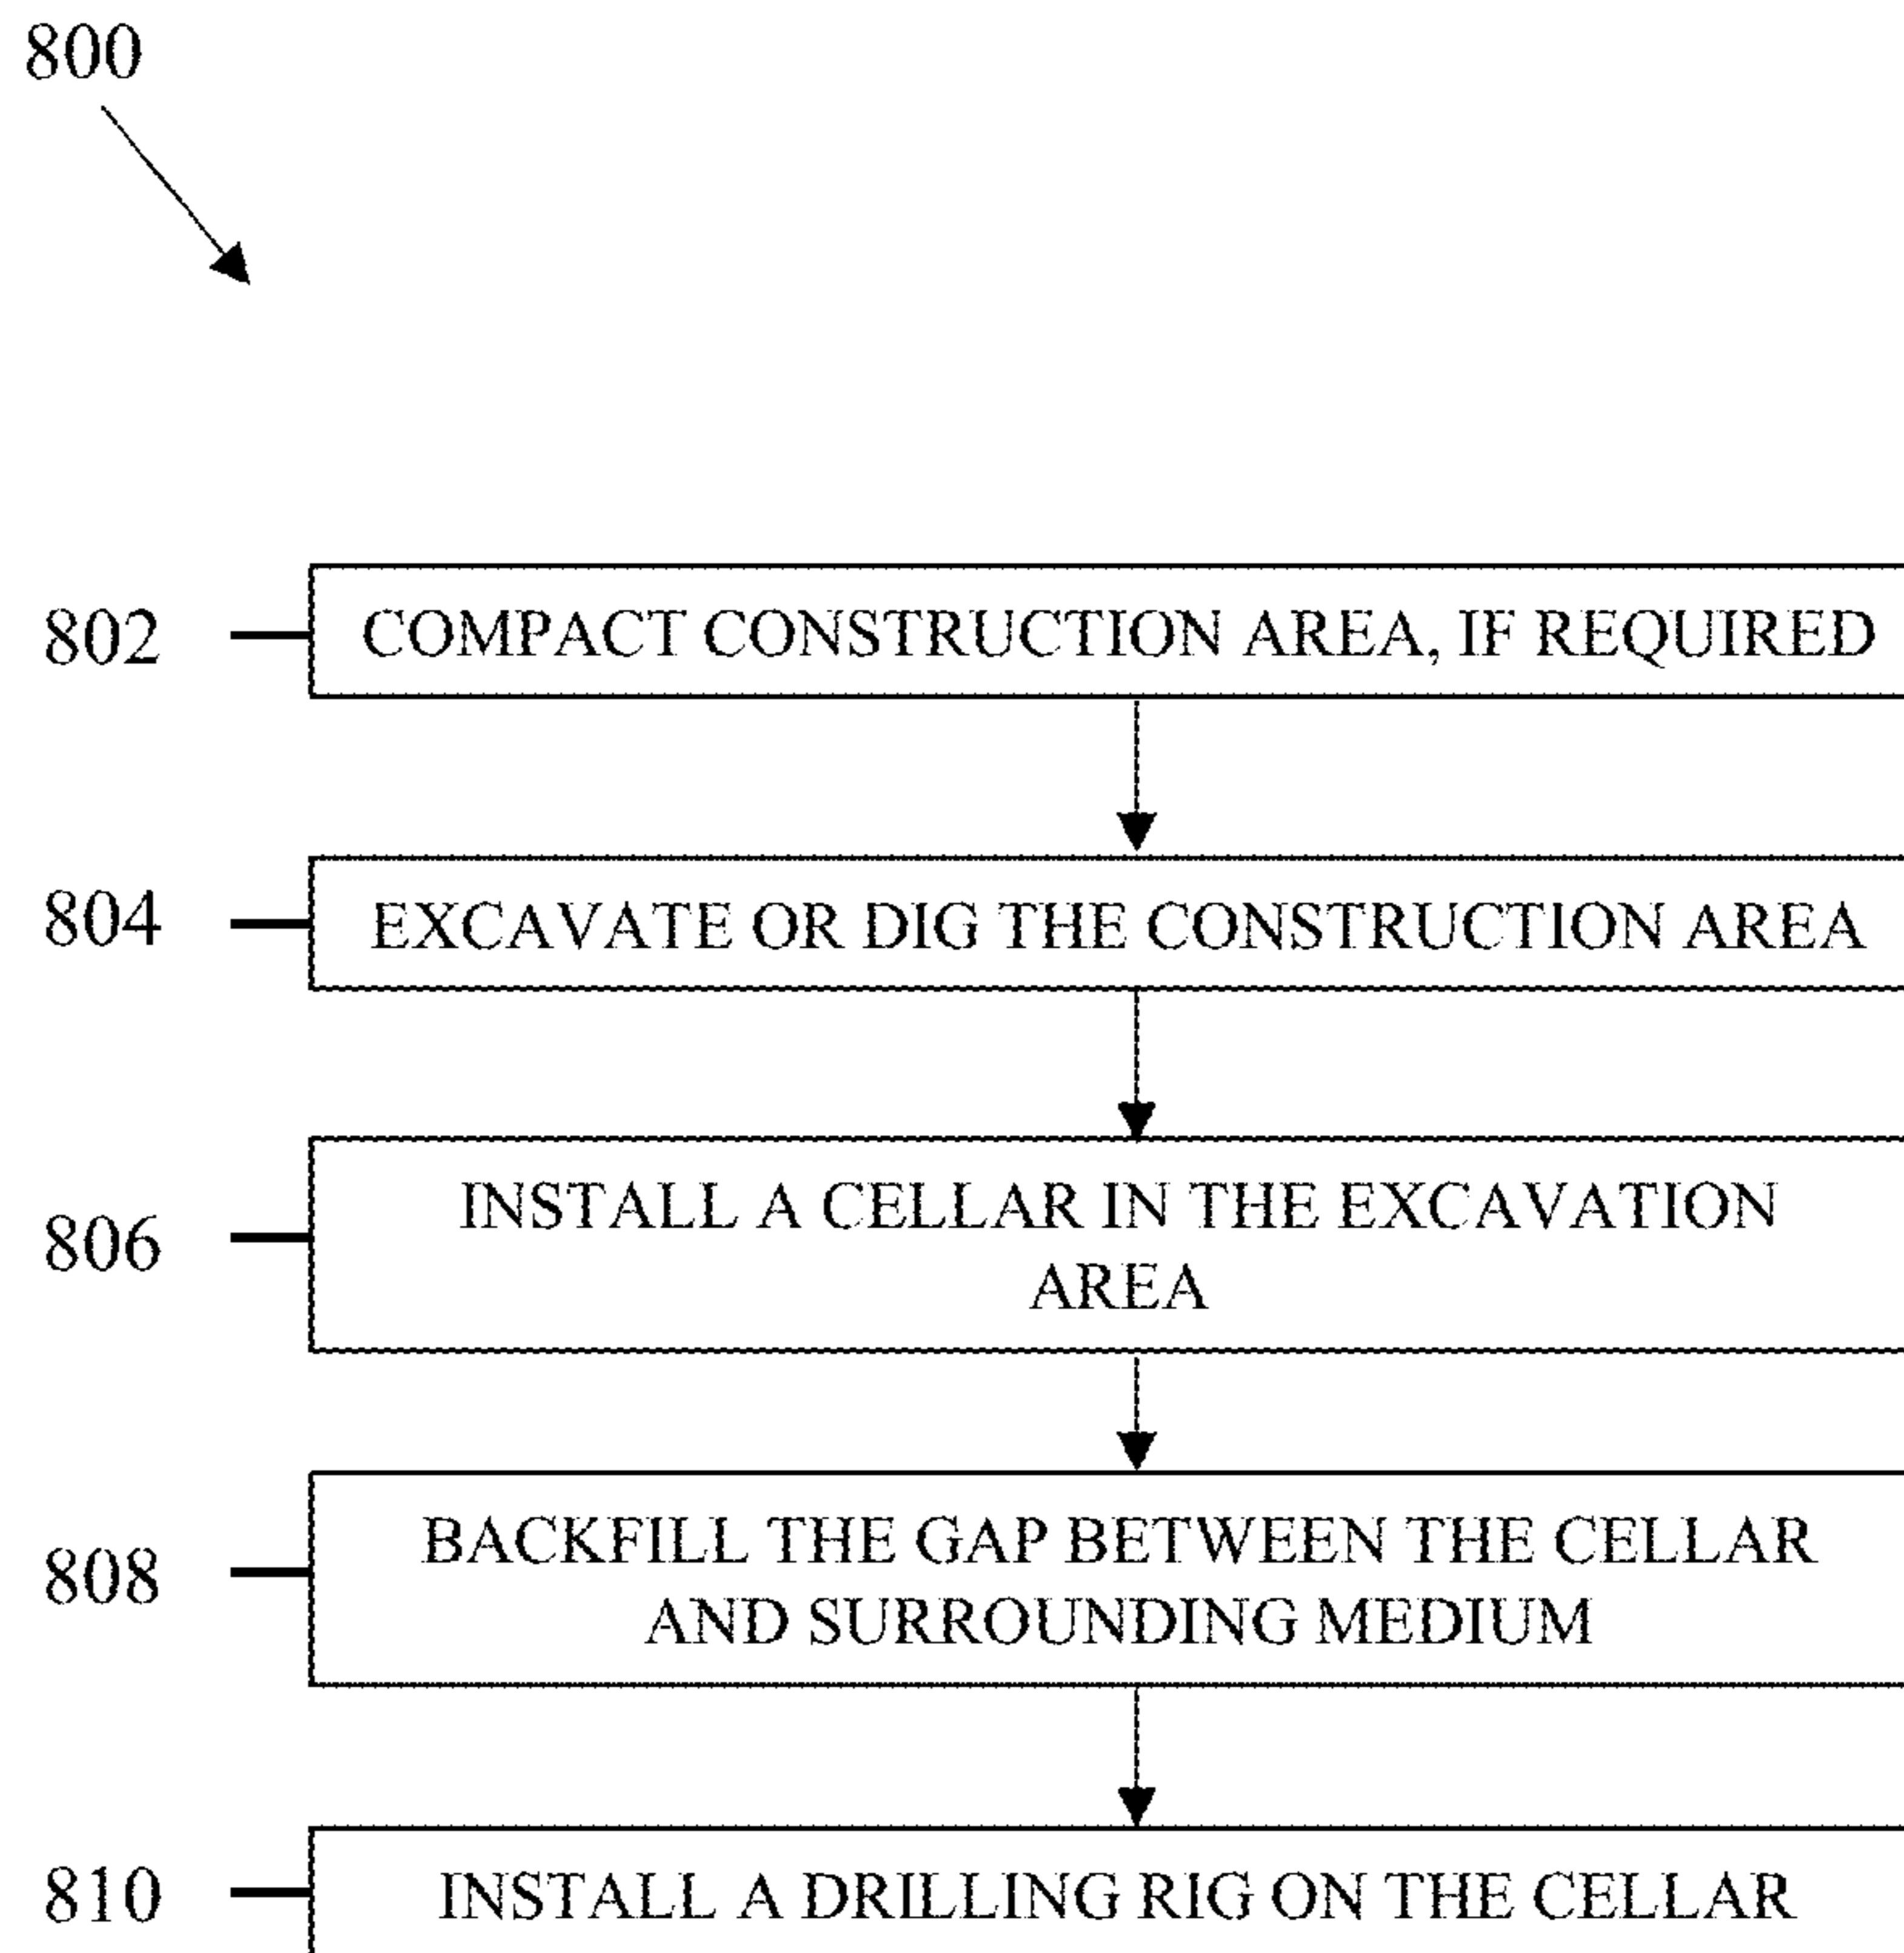 800
802 COMPACT CONSTRUCTION AREA, IF REQUIRED
804 EXCAVATE OR DIG THE CONSTRUCTION AREA
806 INSTALL A CELLAR IN THE EXCAVATION
AREA
808 BACKFILL THE GAP BETWEEN THE CELLAR
AND SURROUNDING MEDIUM
810 INSTALL A DRILLING RIG ON THE CELLAR